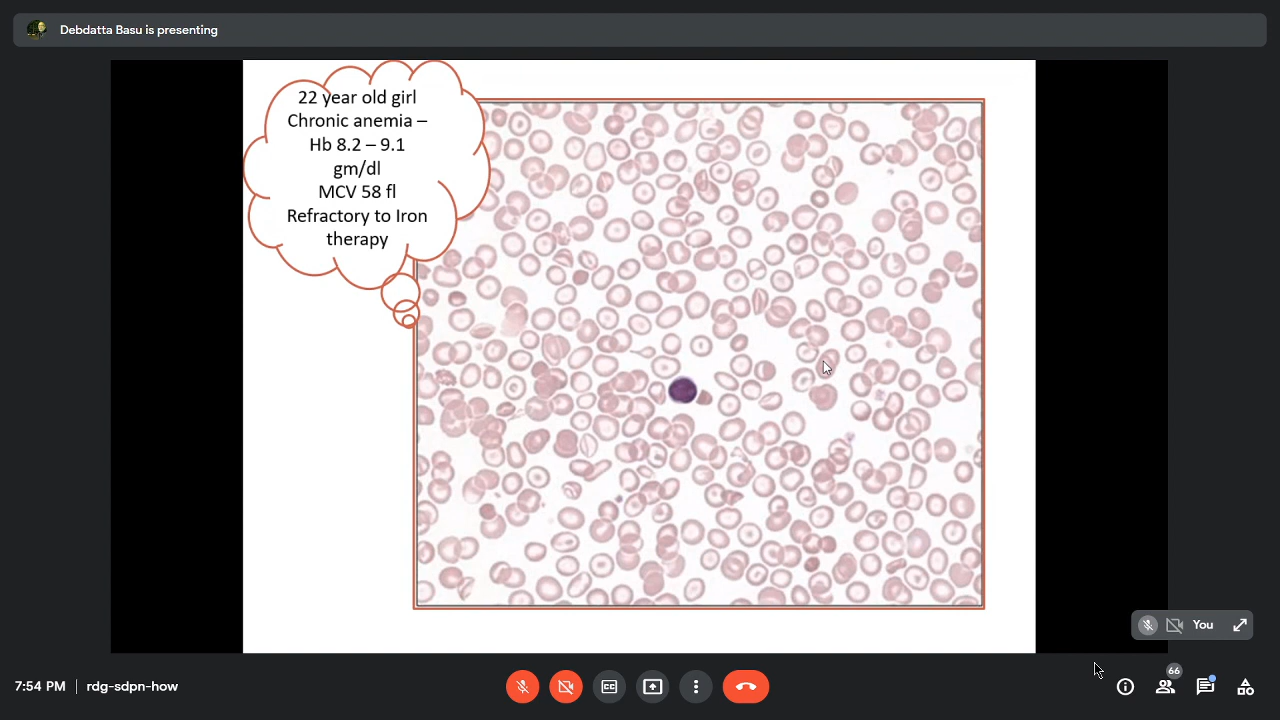 Debdatta Basu is presenting
22 year old girl
Chronic anemia –
Hb 8.2 – 9.1
gm/dl
MCV 58 fl
Refractory to Iron
therapy
You
66
7:54 PM
rdg-sdpn-how